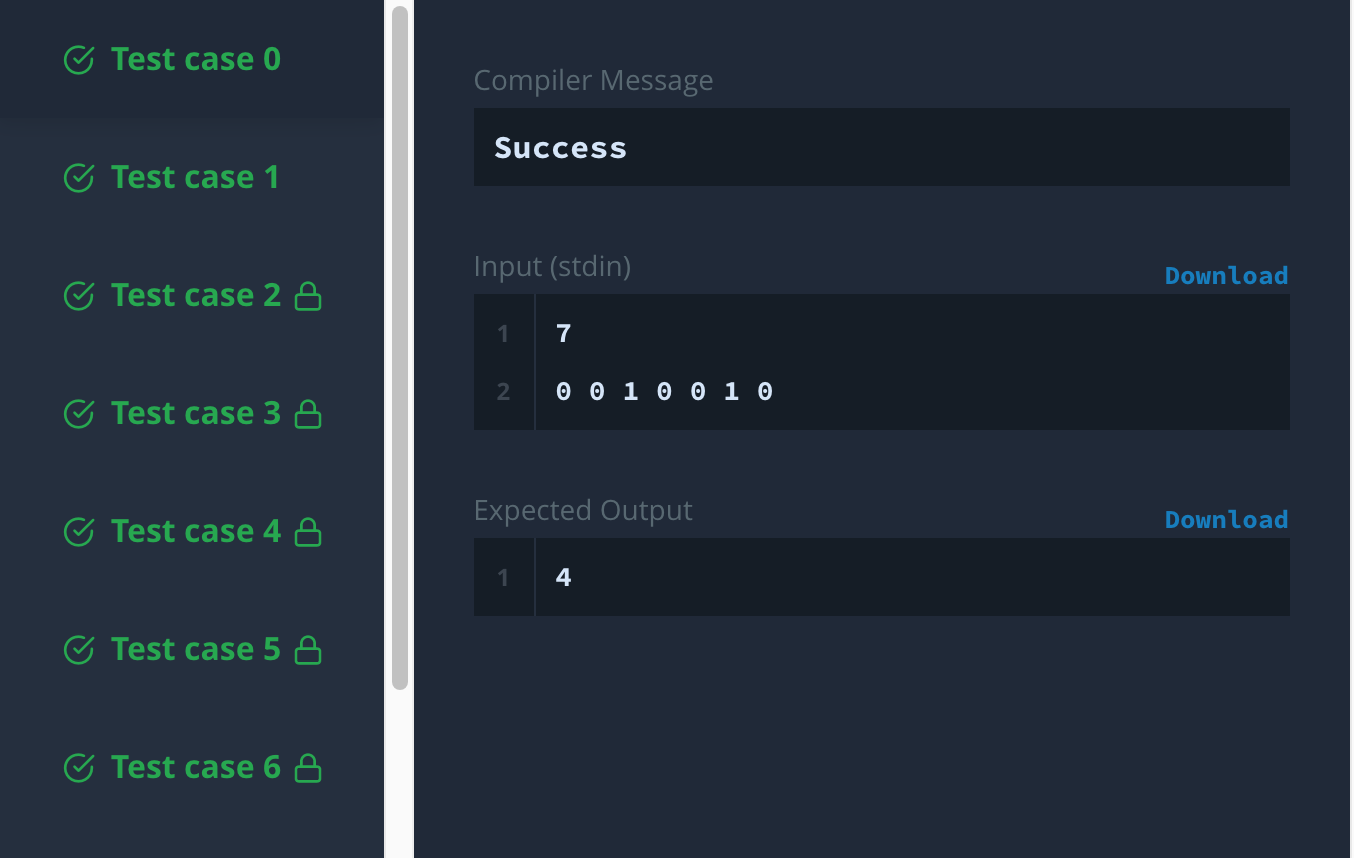 Test case 0
Test case 1
Test case 2
Test case 3
Test case 4
Test case 5
Test case 6
Compiler Message
Success
Input (stdin)
Download
1 7
2 0 0 1 0 0 1 0
Expected Output
Download
1 4